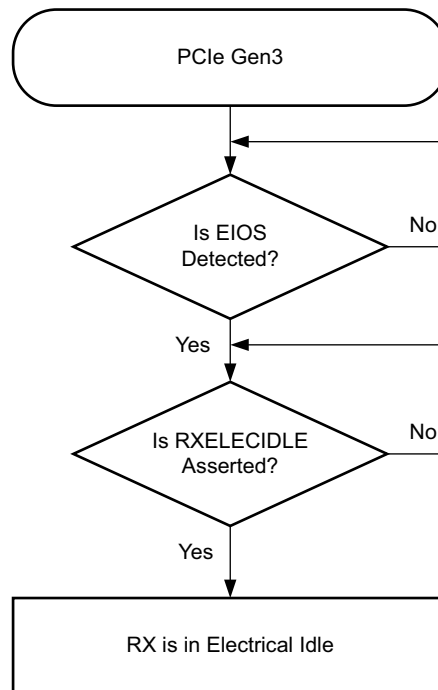 PCIe Gen3
Is EIOS
Detected?
No
Yes
Is RXELECIDLE
Asserted?
No
Yes
RX is in Electrical Idle